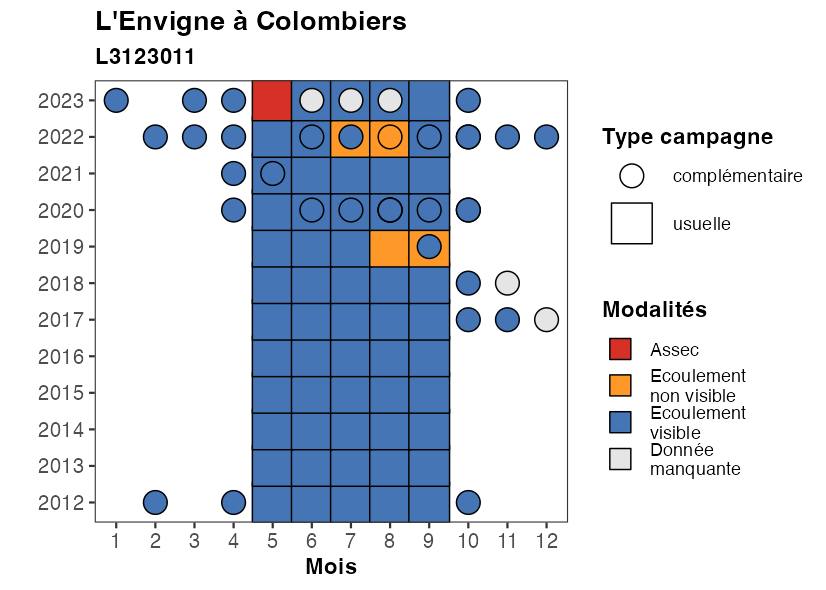 L'Envigne à Colombiers
L3123011
2023
2022
2021
2020
2019
2018
2017
2016
2015
2014
2013
2012
1 2 3 4 5 6 7 8 9 10 11 12
Mois
Type campagne
complémentaire
usuelle
Modalités
Assec
Ecoulement
non visible
Ecoulement
visible
Donnée
manquante